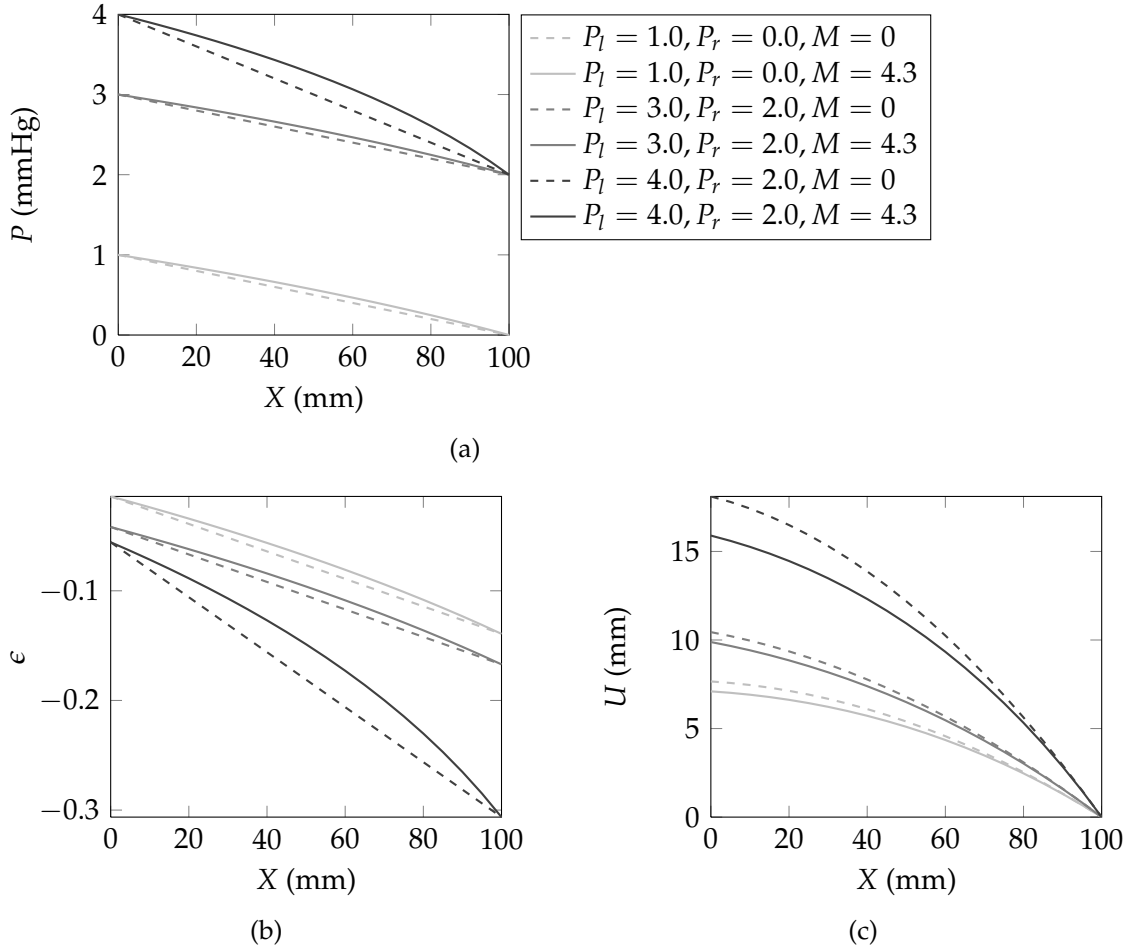 4
3
2
1
0
P (mmHg)
0 20 40 60 80 100
X (mm)
P_l = 1.0, P_r = 0.0, M = 0
P_l = 1.0, P_r = 0.0, M = 4.3
P_l = 3.0, P_r = 2.0, M = 0
P_l = 3.0, P_r = 2.0, M = 4.3
P_l = 4.0, P_r = 2.0, M = 0
P_l = 4.0, P_r = 2.0, M = 4.3
(a)
−0.1
−0.2
−0.3
ϵ
0 20 40 60 80 100
X (mm)
(b)
15
10
5
0
U (mm)
0 20 40 60 80 100
X (mm)
(c)